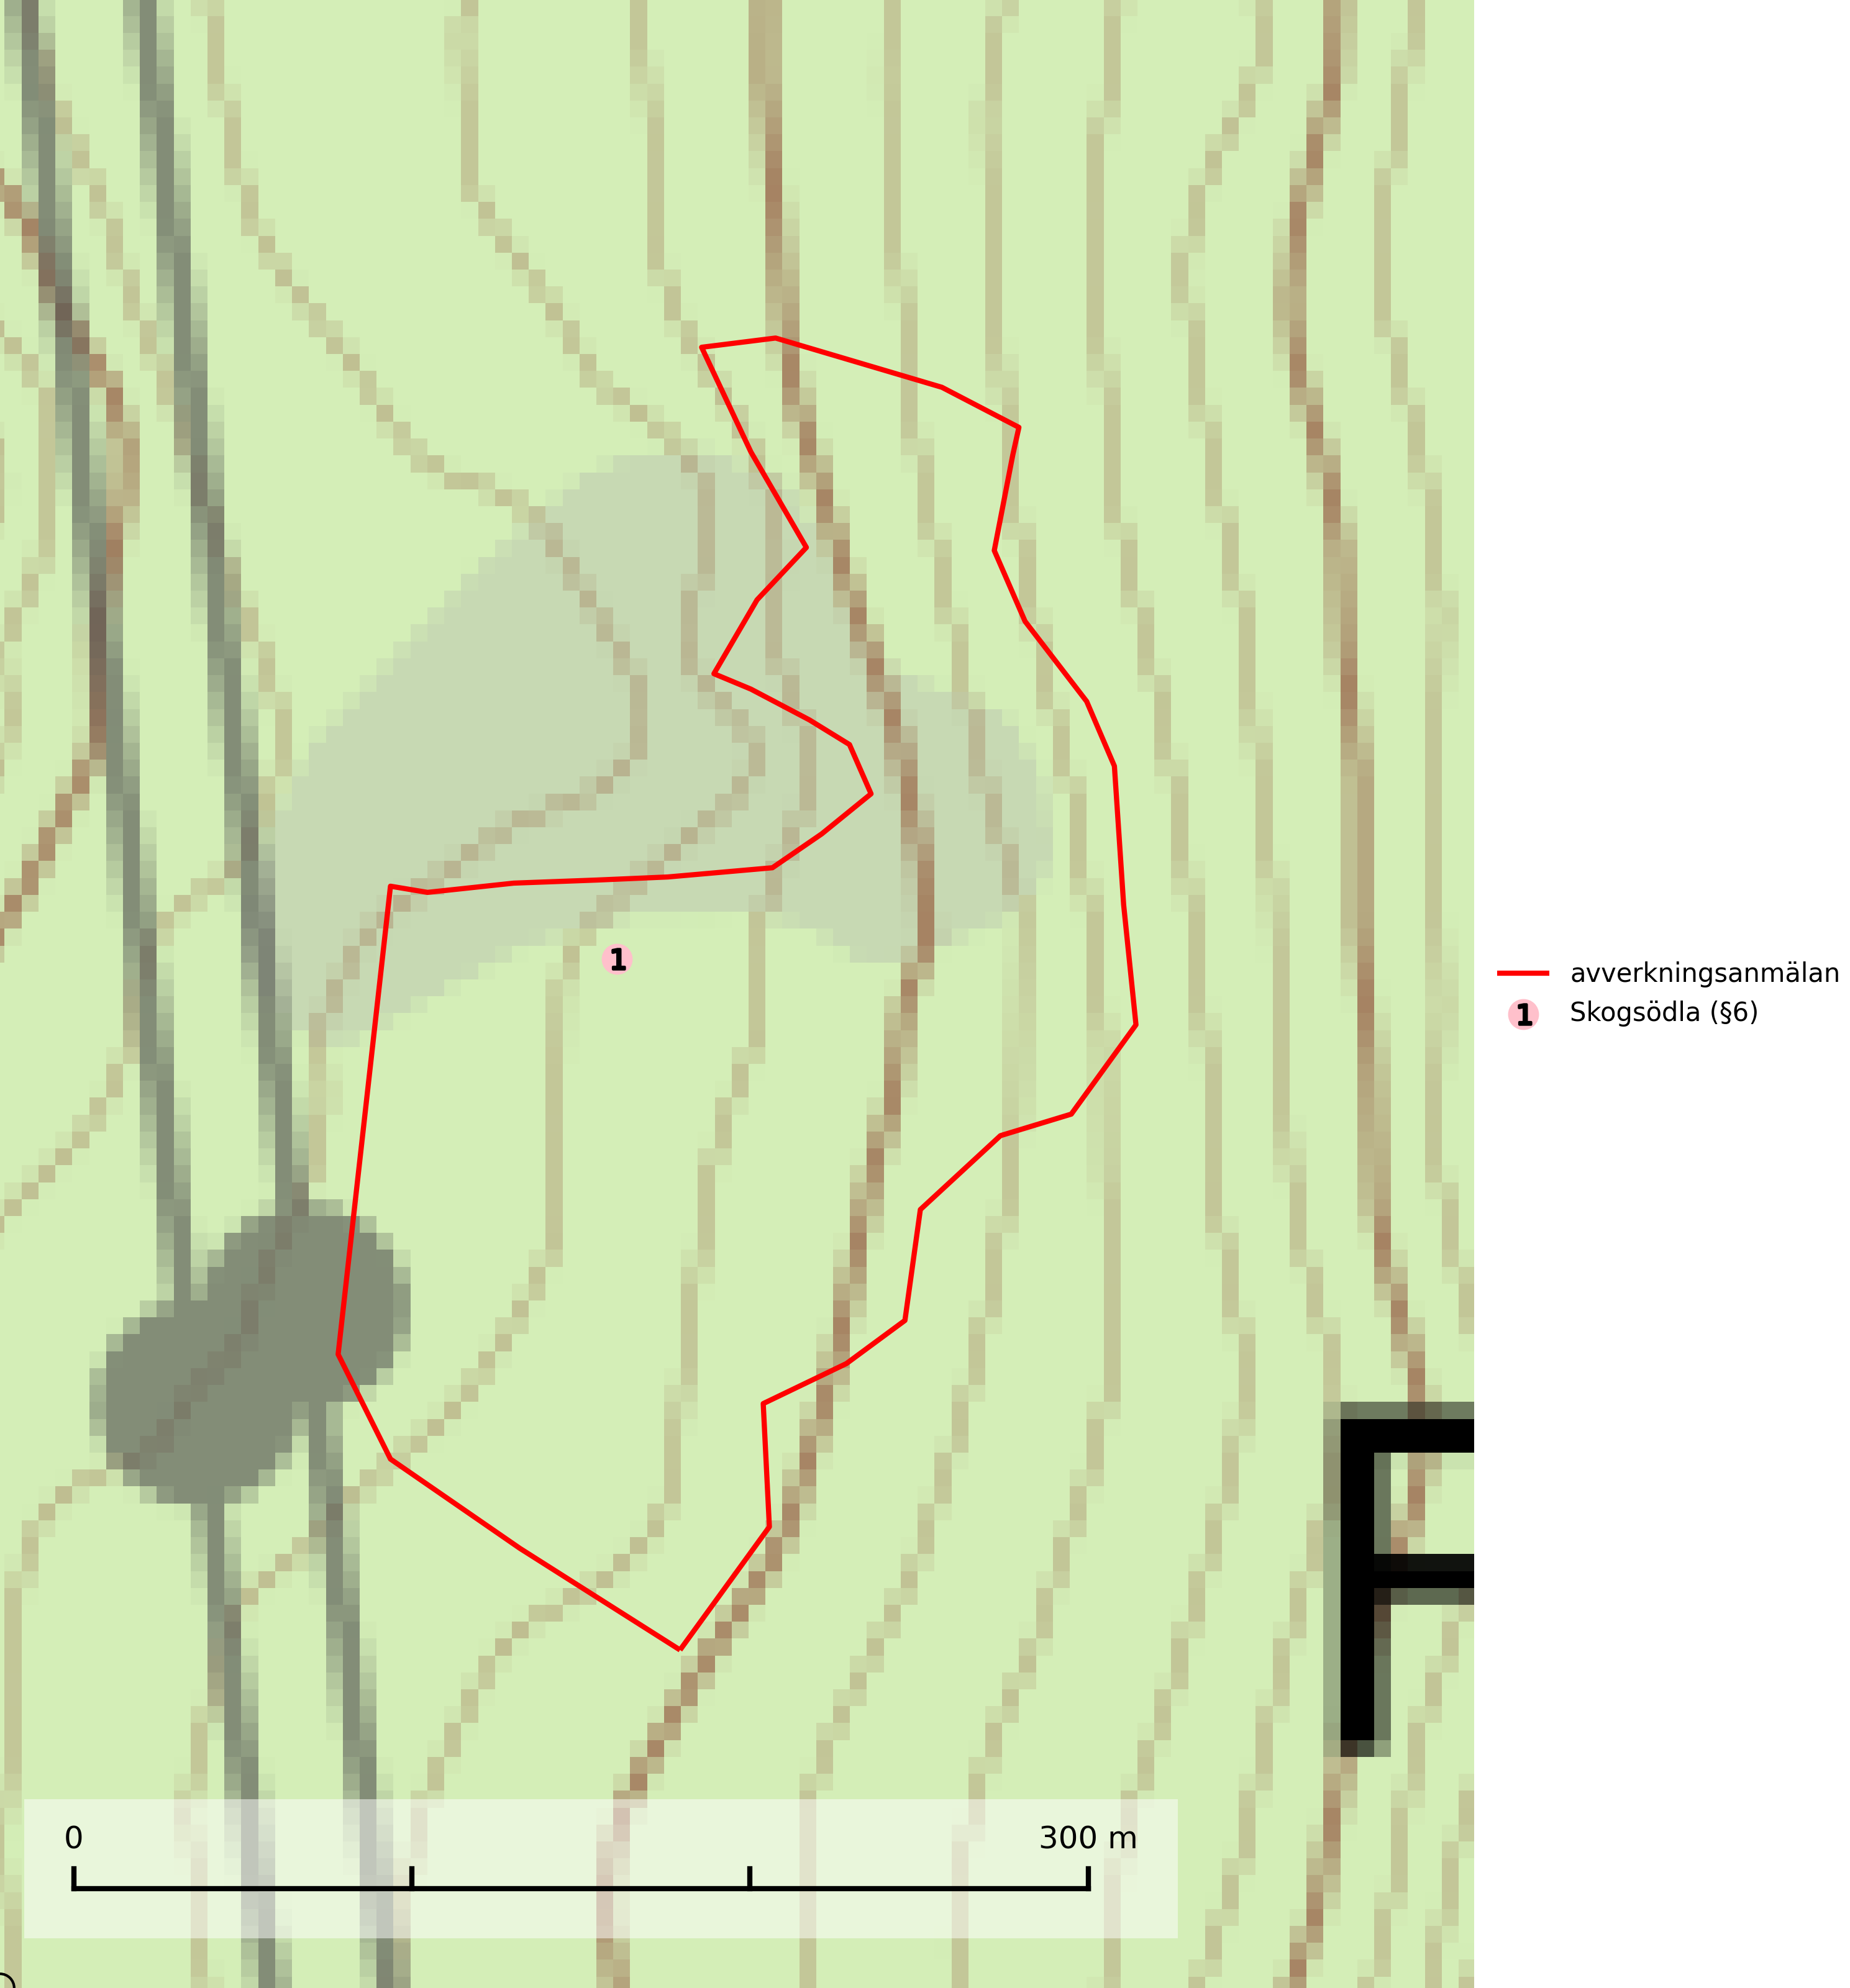 1
avverkningsanmälan
1 Skogsödla (§6)
F
0 300 m